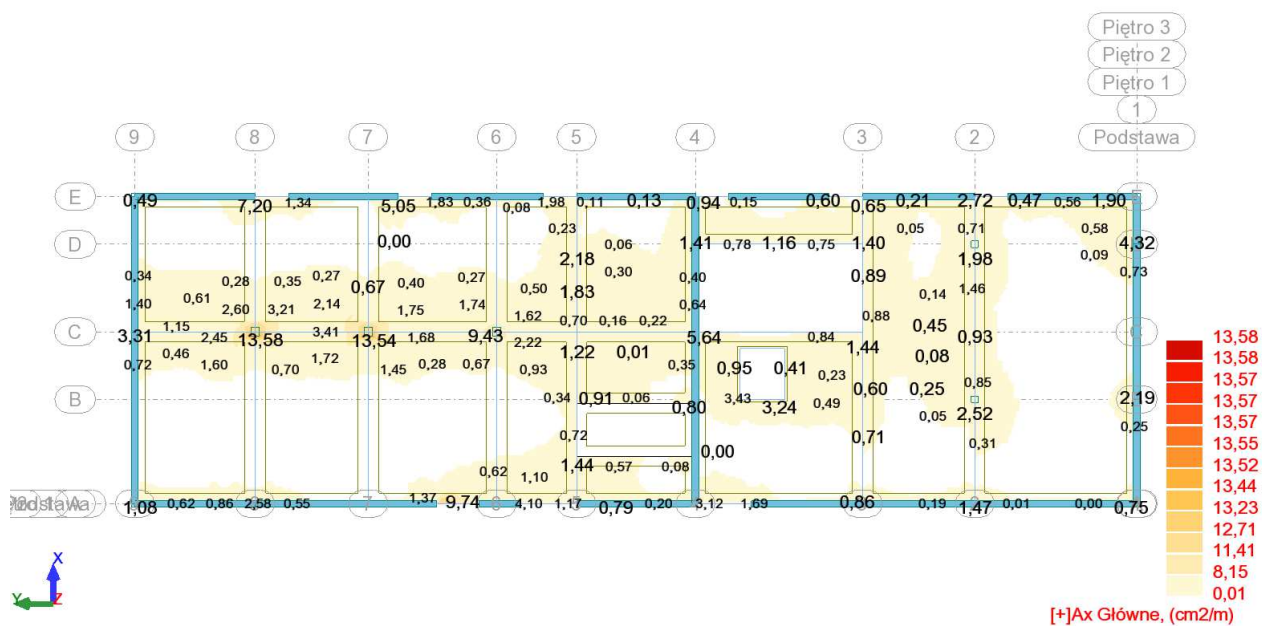 Piętro 3
Piętro 2
Piętro 1
1
9 8 7 6 5 4 3 2 Podstawa
E 0,49 7,20 1,34 5,05 1,83 0,36 0,08 1,98 0,11 0,13 0,94 0,15 0,60 0,65 0,21 2,72 0,47 0,56 1,90
0,23 0,05 0,71 0,58
D 0,00 0,06 1,41 0,78 1,16 0,75 1,40 4,32
2,18 1,98 0,09
0,34 0,28 0,35 0,27 0,67 0,40 0,27 0,30 0,40 0,89 0,73
0,61 0,50 1,83 0,14 1,46
1,40 2,60 3,21 2,14 1,75 1,74 0,64
1,62 0,70 0,16 0,22 0,88 0,45
C 3,31 1,15 2,45 13,58 3,41 13,54 1,68 9,43 2,22 5,64 0,84 0,93
0,46 1,72 1,22 0,01 1,44 0,08
0,72 1,60 0,70 1,45 0,28 0,67 0,93 0,35 0,95 0,41 0,23
0,60 0,25 0,85
B 0,34 0,91 0,06 0,80 3,43 3,24 0,49 2,19
0,05 2,52
0,72 0,71 0,31 0,25
0,62 1,10 1,44 0,57 0,08 0,00
1,08 0,62 0,86 2,58 0,55 7 1,37 9,74 4,10 1,17 0,79 0,20 3,12 1,69 0,86 0,19 1,47 0,01 0,00 0,75
13,58
13,58
13,57
13,57
13,57
13,55
13,52
13,44
13,23
12,71
11,41
8,15
0,01
[+]Ax Główne, (cm2/m)
X
Y Z